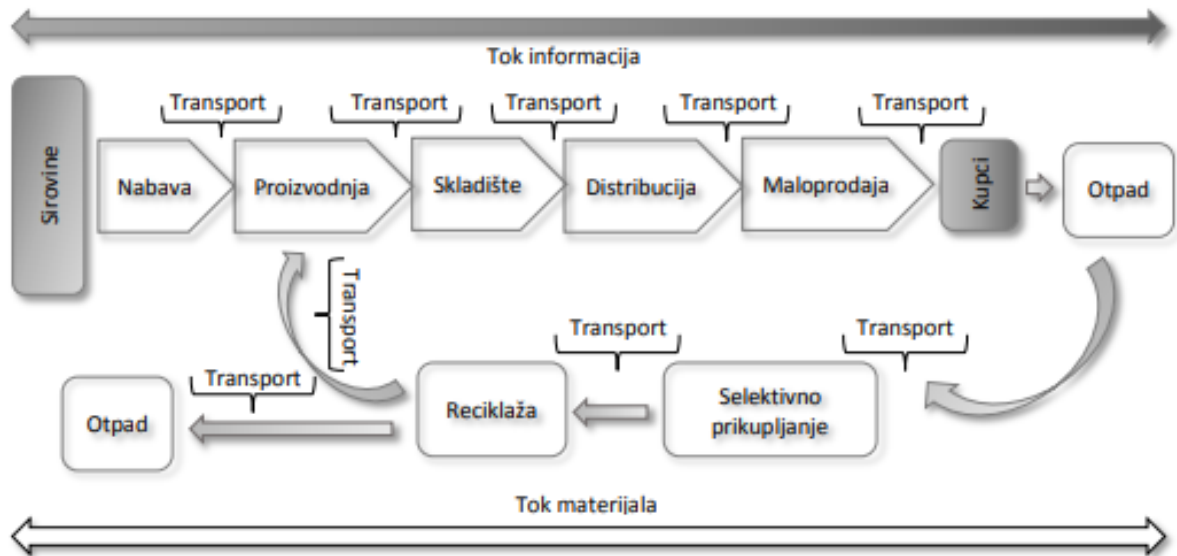 Tok informacija
Transport
Transport
Transport
Transport
Transport
Sirovine
Nabava
Proizvodnja
Skladište
Distribucija
Maloprodaja
Kupci
Otpad
Transport
Transport
Transport
Transport
Otpad
Reciklaža
Selektivno
prikupljanje
Tok materijala